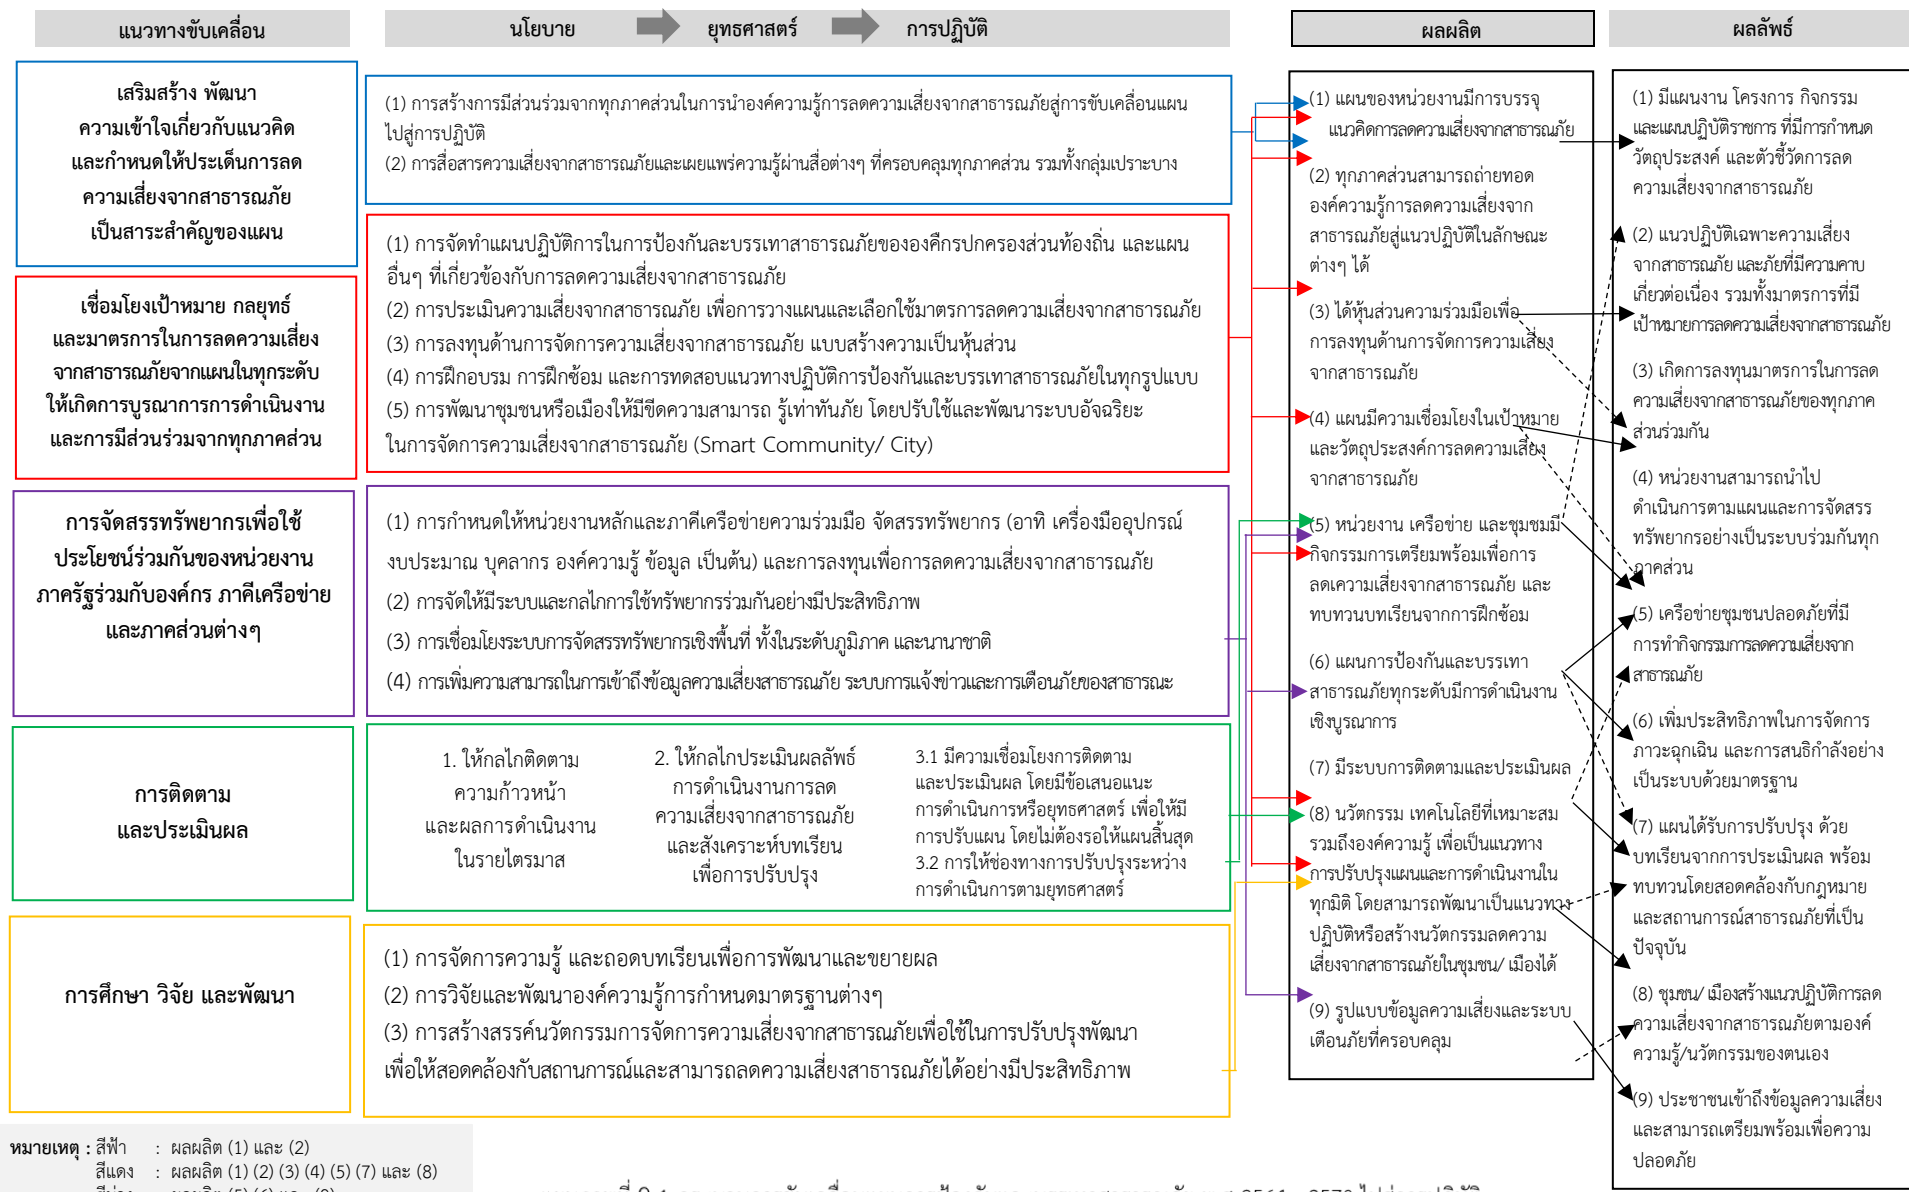 แนวทางขับเคลื่อน
นโยบาย ยุทธศาสตร์ การปฏิบัติ
ผลผลิต
ผลลัพธ์
เสริมสร้าง พัฒนา
ความเข้าใจเกี่ยวกับแนวคิด
และกำหนดให้ประเด็นการลด
ความเสี่ยงจากสาธารณภัย
เป็นสาระสำคัญของแผน
(1) การสร้างการมีส่วนร่วมจากทุกภาคส่วนในการนำองค์ความรู้การลดความเสี่ยงจากสาธารณภัยสู่การขับเคลื่อนแผน
ไปสู่การปฏิบัติ
(2) การสื่อสารความเสี่ยงจากสาธารณภัยและเผยแพร่ความรู้ผ่านสื่อต่างๆ ที่ครอบคลุมทุกภาคส่วน รวมทั้งกลุ่มเปราะบาง
เชื่อมโยงเป้าหมาย กลยุทธ์
และมาตรการในการลดความเสี่ยง
จากสาธารณภัยจากแผนในทุกระดับ
ให้เกิดการบูรณาการการดำเนินงาน
และการมีส่วนร่วมจากทุกภาคส่วน
(1) การจัดทำแผนปฏิบัติการในการป้องกันละบรรเทาสาธารณภัยขององคืกรปกครองส่วนท้องถิ่น และแผน
อื่นๆ ที่เกี่ยวข้องกับการลดความเสี่ยงจากสาธารณภัย
(2) การประเมินความเสี่ยงจากสาธารณภัย เพื่อการวางแผนและเลือกใช้มาตรการลดความเสี่ยงจากสาธารณภัย
(3) การลงทุนด้านการจัดการความเสี่ยงจากสาธารณภัย แบบสร้างความเป็นหุ้นส่วน
(4) การฝึกอบรม การฝึกซ้อม และการทดสอบแนวทางปฏิบัติการป้องกันและบรรเทาสาธารณภัยในทุกรูปแบบ
(5) การพัฒนาชุมชนหรือเมืองให้มีขีดความสามารถ รู้เท่าทันภัย โดยปรับใช้และพัฒนาระบบอัจฉริยะ
ในการจัดการความเสี่ยงจากสาธารณภัย (Smart Community/ City)
การจัดสรรทรัพยากรเพื่อใช้
ประโยชน์ร่วมกันของหน่วยงาน
ภาครัฐร่วมกับองค์กร ภาคีเครือข่าย
และภาคส่วนต่างๆ
(1) การกำหนดให้หน่วยงานหลักและภาคีเครือข่ายความร่วมมือ จัดสรรทรัพยากร (อาทิ เครื่องมืออุปกรณ์
งบประมาณ บุคลากร องค์ความรู้ ข้อมูล เป็นต้น) และการลงทุนเพื่อการลดความเสี่ยงจากสาธารณภัย
(2) การจัดให้มีระบบและกลไกการใช้ทรัพยากรร่วมกันอย่างมีประสิทธิภาพ
(3) การเชื่อมโยงระบบการจัดสรรทรัพยากรเชิงพื้นที่ ทั้งในระดับภูมิภาค และนานาชาติ
(4) การเพิ่มความสามารถในการเข้าถึงข้อมูลความเสี่ยงสาธารณภัย ระบบการแจ้งข่าวและการเตือนภัยของสาธารณะ
การติดตาม
และประเมินผล
1. ให้กลไกติดตาม
ความก้าวหน้า
และผลการดำเนินงาน
ในรายไตรมาส
2. ให้กลไกประเมินผลลัพธ์
การดำเนินงานการลด
ความเสี่ยงจากสาธารณภัย
และสังเคราะห์บทเรียน
เพื่อการปรับปรุง
3.1 มีความเชื่อมโยงการติดตาม
และประเมินผล โดยมีข้อเสนอแนะ
การดำเนินการหรือยุทธศาสตร์ เพื่อให้มี
การปรับแผน โดยไม่ต้องรอให้แผนสิ้นสุด
3.2 การให้ช่องทางการปรับปรุงระหว่าง
การดำเนินการตามยุทธศาสตร์
การศึกษา วิจัย และพัฒนา
(1) การจัดการความรู้ และถอดบทเรียนเพื่อการพัฒนาและขยายผล
(2) การวิจัยและพัฒนาองค์ความรู้การกำหนดมาตรฐานต่างๆ
(3) การสร้างสรรค์นวัตกรรมการจัดการความเสี่ยงจากสาธารณภัยเพื่อใช้ในการปรับปรุงพัฒนา
เพื่อให้สอดคล้องกับสถานการณ์และสามารถลดความเสี่ยงสาธารณภัยได้อย่างมีประสิทธิภาพ
(1) แผนของหน่วยงานมีการบรรจุ
แนวคิดการลดความเสี่ยงจากสาธารณภัย
(2) ทุกภาคส่วนสามารถถ่ายทอด
องค์ความรู้การลดความเสี่ยงจาก
สาธารณภัยสู่แนวปฏิบัติในลักษณะ
ต่างๆ ได้
(3) ได้หุ้นส่วนความร่วมมือเพื่อ
การลงทุนด้านการจัดการความเสี่ยง
จากสาธารณภัย
(4) แผนมีความเชื่อมโยงในเป้าหมาย
และวัตถุประสงค์การลดความเสี่ยง
จากสาธารณภัย
(5) หน่วยงาน เครือข่าย และชุมชมมี
กิจกรรมการเตรียมพร้อมเพื่อการ
ลดเความเสี่ยงจากสาธารณภัย และ
ทบทวนบทเรียนจากการฝึกซ้อม
(6) แผนการป้องกันและบรรเทา
สาธารณภัยทุกระดับมีการดำเนินงาน
เชิงบูรณาการ
(7) มีระบบการติดตามและประเมินผล
(8) นวัตกรรม เทคโนโลยีที่เหมาะสม
รวมถึงองค์ความรู้ เพื่อเป็นแนวทาง
การปรับปรุงแผนและการดำเนินงานใน
ทุกมิติ โดยสามารถพัฒนาเป็นแนวทาง
ปฏิบัติหรือสร้างนวัตกรรมลดความ
เสี่ยงจากสาธารณภัยในชุมชน/ เมืองได้
(9) รูปแบบข้อมูลความเสี่ยงและระบบ
เตือนภัยที่ครอบคลุม
(1) มีแผนงาน โครงการ กิจกรรม
และแผนปฏิบัติราชการ ที่มีการกำหนด
วัตถุประสงค์ และตัวชี้วัดการลด
ความเสี่ยงจากสาธารณภัย
(2) แนวปฏิบัติเฉพาะความเสี่ยง
จากสาธารณภัย และภัยที่มีความคาบ
เกี่ยวต่อเนื่อง รวมทั้งมาตรการที่มี
เป้าหมายการลดความเสี่ยงจากสาธารณภัย
(3) เกิดการลงทุนมาตรการในการลด
ความเสี่ยงจากสาธารณภัยของทุกภาค
ส่วนร่วมกัน
(4) หน่วยงานสามารถนำไป
ดำเนินการตามแผนและการจัดสรร
ทรัพยากรอย่างเป็นระบบร่วมกันทุก
ภาคส่วน
(5) เครือข่ายชุมชนปลอดภัยที่มี
การทำกิจกรรมการลดความเสี่ยงจาก
สาธารณภัย
(6) เพิ่มประสิทธิภาพในการจัดการ
ภาวะฉุกเฉิน และการสนธิกำลังอย่าง
เป็นระบบด้วยมาตรฐาน
(7) แผนได้รับการปรับปรุง ด้วย
บทเรียนจากการประเมินผล พร้อม
ทบทวนโดยสอดคล้องกับกฎหมาย
และสถานการณ์สาธารณภัยที่เป็น
ปัจจุบัน
(8) ชุมชน/ เมืองสร้างแนวปฏิบัติการลด
ความเสี่ยงจากสาธารณภัยตามองค์
ความรู้/นวัตกรรมของตนเอง
(9) ประชาชนเข้าถึงข้อมูลความเสี่ยง
และสามารถเตรียมพร้อมเพื่อความ
ปลอดภัย
หมายเหตุ : สีฟ้า : ผลผลิต (1) และ (2)
สีแดง : ผลผลิต (1) (2) (3) (4) (5) (7) และ (8)